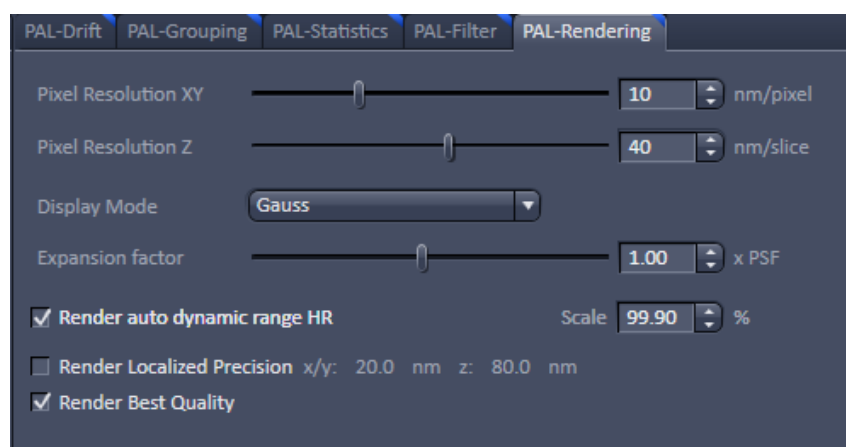 PAL-Drift PAL-Grouping PAL-Statistics PAL-Filter PAL-Rendering
Pixel Resolution XY 10 nm/pixel
Pixel Resolution Z 40 nm/slice
Display Mode Gauss
Expansion factor 1.00 x PSF
Render auto dynamic range HR Scale 99.90 %
Render Localized Precision x/y: 20.0 nm z: 80.0 nm
Render Best Quality